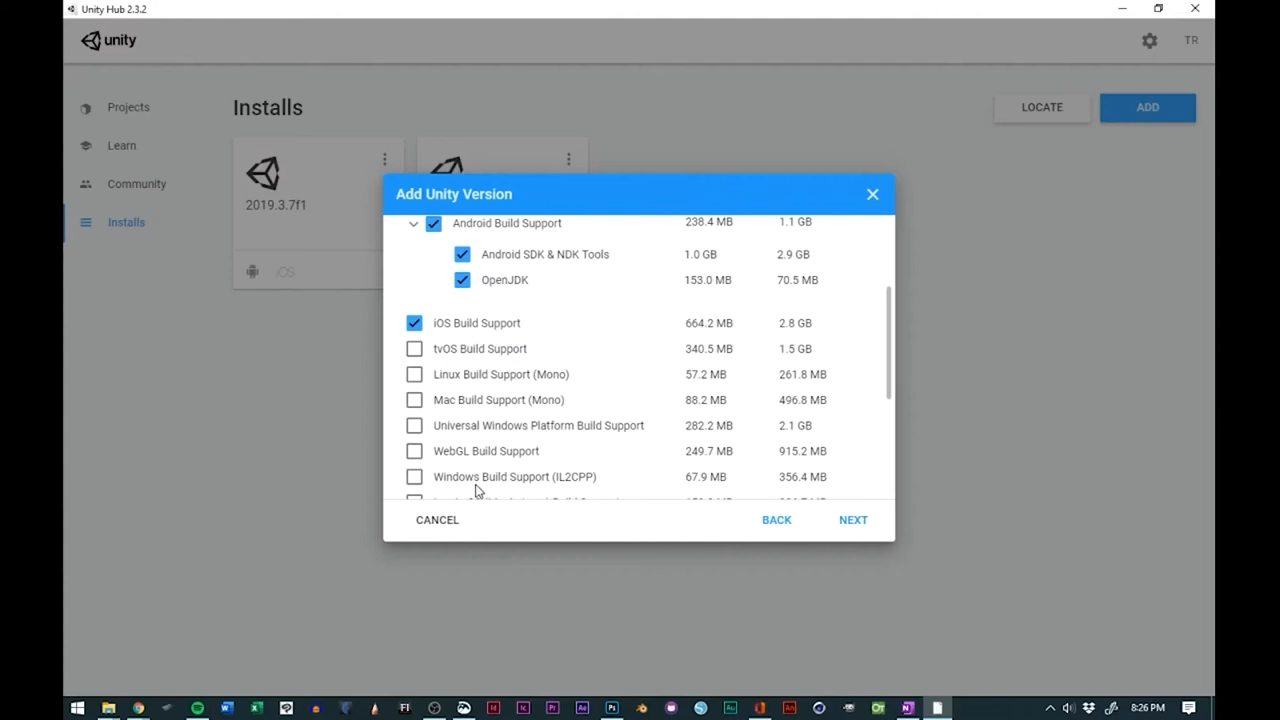 Unity Hub 2.3.2
unity
TR
Projects
Learn
Community
Installs
Installs
LOCATE
ADD
2019.3.7f1
iOS
Add Unity Version
Android Build Support 238.4 MB 1.1 GB
Android SDK & NDK Tools 1.0 GB 2.9 GB
OpenJDK 153.0 MB 70.5 MB
iOS Build Support 664.2 MB 2.8 GB
tvOS Build Support 340.5 MB 1.5 GB
Linux Build Support (Mono) 57.2 MB 261.8 MB
Mac Build Support (Mono) 88.2 MB 496.8 MB
Universal Windows Platform Build Support 282.2 MB 2.1 GB
WebGL Build Support 249.7 MB 915.2 MB
Windows Build Support (IL2CPP) 67.9 MB 356.4 MB
CANCEL
BACK
NEXT
8:26 PM